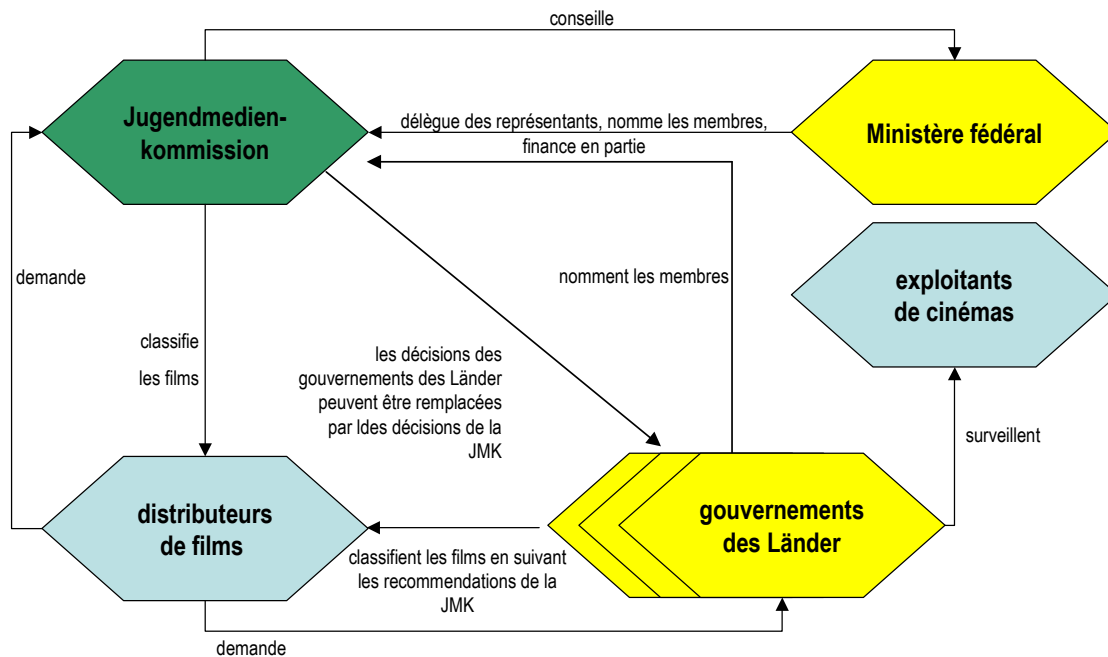 conseille
Jugendmedien-
kommission
délègue des représentants, nomme les membres,
finance en partie
Ministère fédéral
demande
nomment les membres
exploitants
de cinémas
classifie
les films
les décisions des
gouvernements des Länder
peuvent être remplacées
par ldes décisions de la
JMK
surveillent
distributeurs
de films
gouvernements
des Länder
classifient les films en suivant
les recommendations de la
JMK
demande